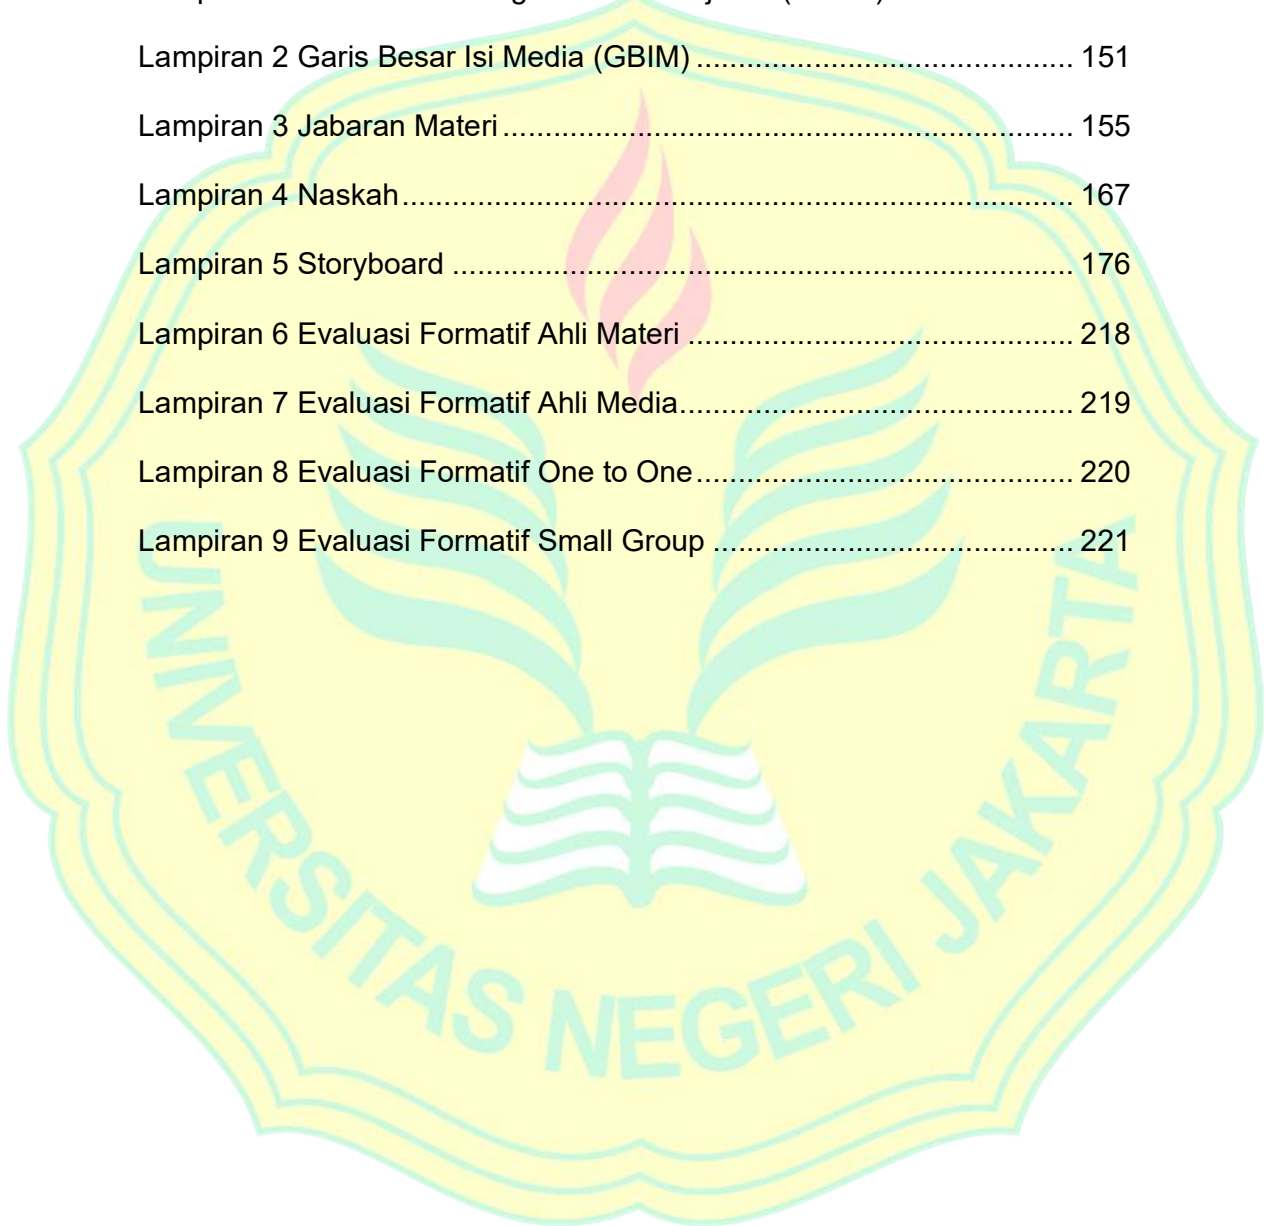 Lampiran 2 Garis Besar Isi Media (GBIM) ............................................. 151
Lampiran 3 Jabaran Materi .................................................................... 155
Lampiran 4 Naskah................................................................................ 167
Lampiran 5 Storyboard .......................................................................... 176
Lampiran 6 Evaluasi Formatif Ahli Materi .............................................. 218
Lampiran 7 Evaluasi Formatif Ahli Media............................................... 219
Lampiran 8 Evaluasi Formatif One to One ............................................. 220
Lampiran 9 Evaluasi Formatif Small Group ........................................... 221
UNIVERSITAS NEGERI JAKARTA